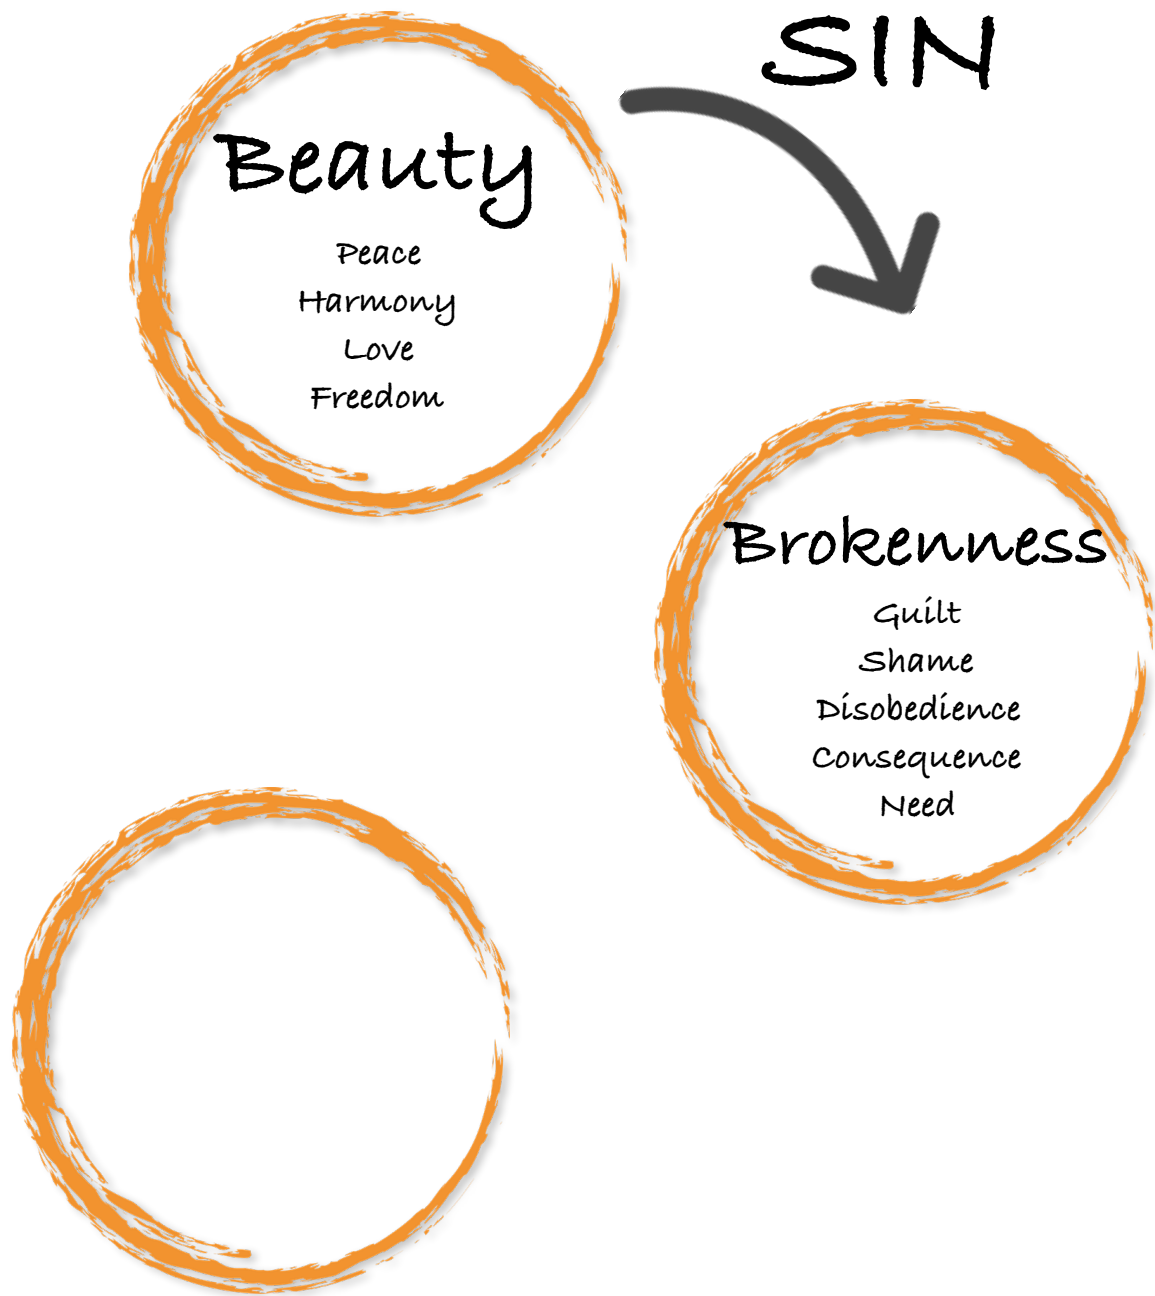 SIN
Beauty
Peace
Harmony
Love
Freedom
Brokenness
Guilt
Shame
Disobedience
Consequence
Need